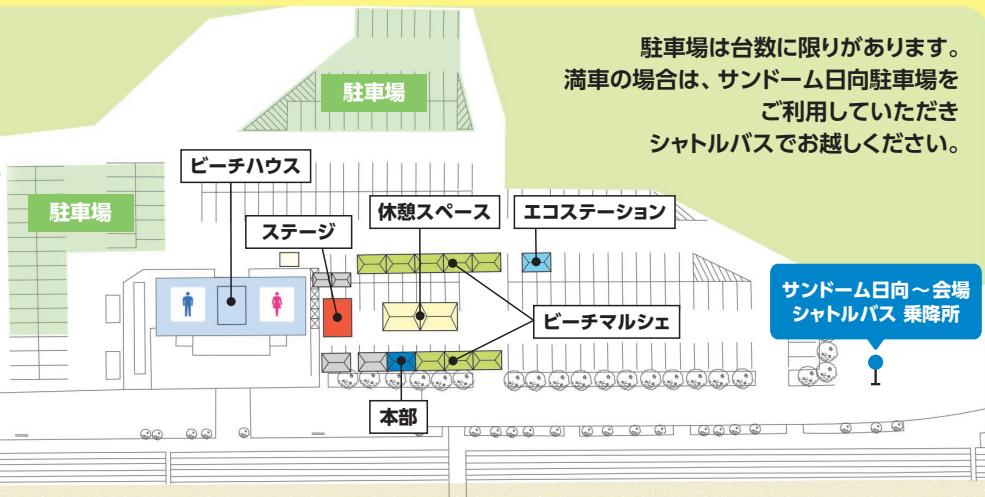 駐車場は台数に限りがあります。
満車の場合は、サンドーム日向駐車場を
ご利用していただき
シャトルバスでお越しください。
駐車場
ビーチハウス
駐車場
休憩スペース
エコステーション
ステージ
サンドーム日向～会場
シャトルバス 乗降所
ビーチマルシェ
本部